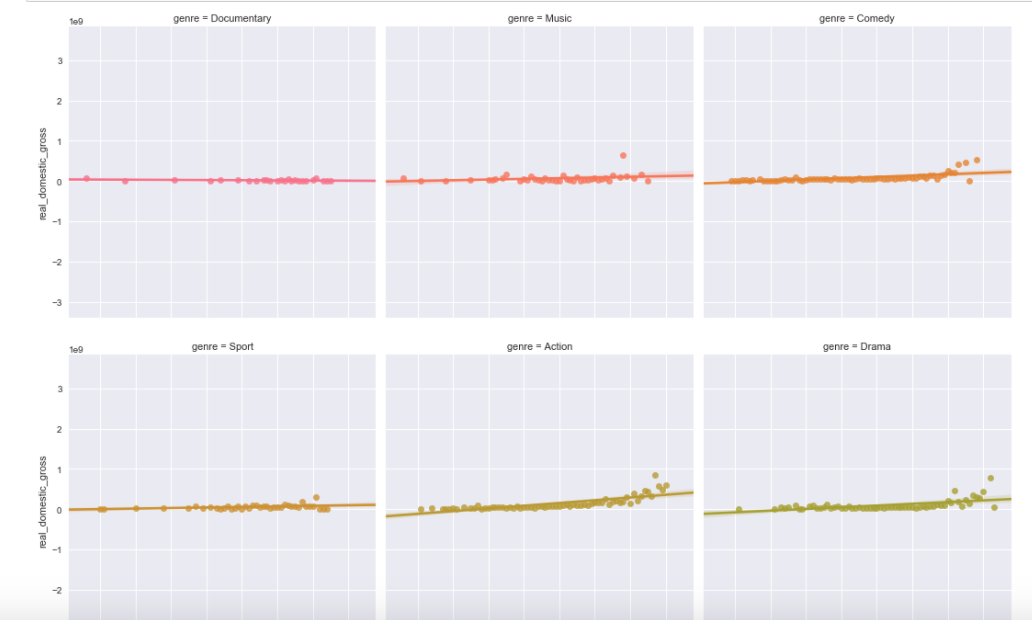 genre = Documentary
genre = Music
genre = Comedy
1e9
3
2
1
0
−1
−2
−3
real_domestic_gross
genre = Sport
genre = Action
genre = Drama
1e9
3
2
1
0
−1
−2
real_domestic_gross